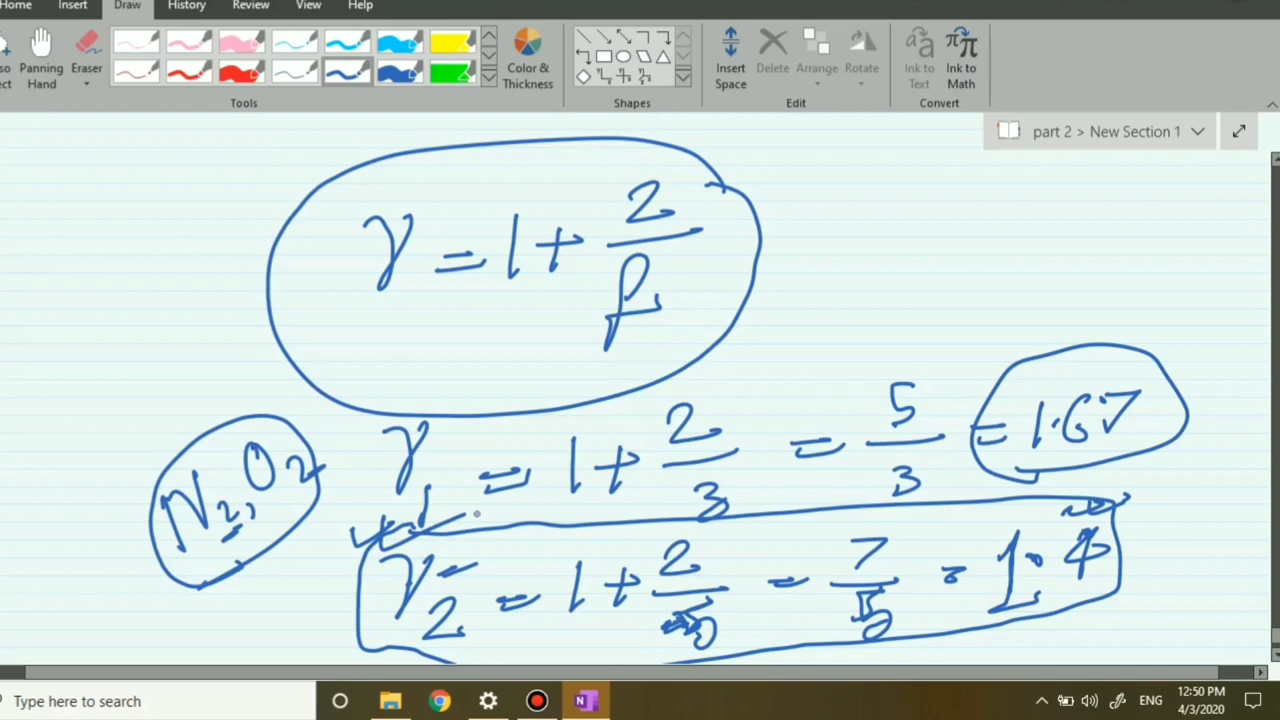 Home Insert Draw History Review View Help
Panning Hand
Eraser
Color & Thickness
Insert Space
Delete
Arrange
Rotate
Ink to Text
Ink to Math
Tools
Shapes
Edit
Convert
part 2 > New Section 1
γ = 1 + 2/f
γ1 = 1 + 2/3 = 5/3 = 1.67
N2, O2
γ2 = 1 + 2/5 = 7/5 = 1.4
Type here to search
ENG
12:50 PM
4/3/2020